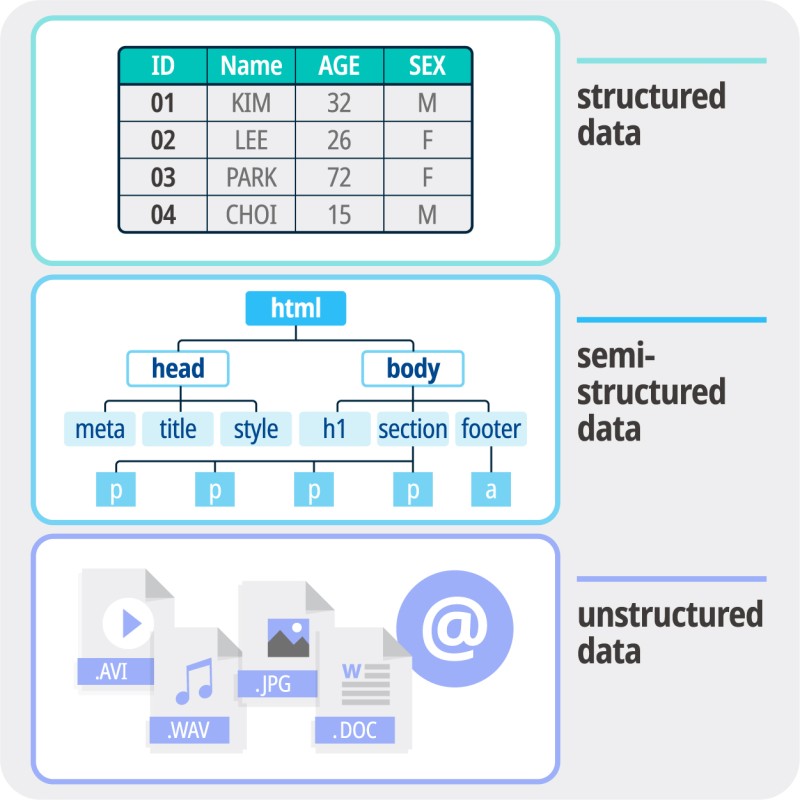 ID Name AGE SEX
01 KIM 32 M
02 LEE 26 F
03 PARK 72 F
04 CHOI 15 M
structured
data
html
head body
meta title style h1 section footer
p p p p a
semi-
structured
data
.AVI
.WAV
.JPG
W
.DOC
@
unstructured
data